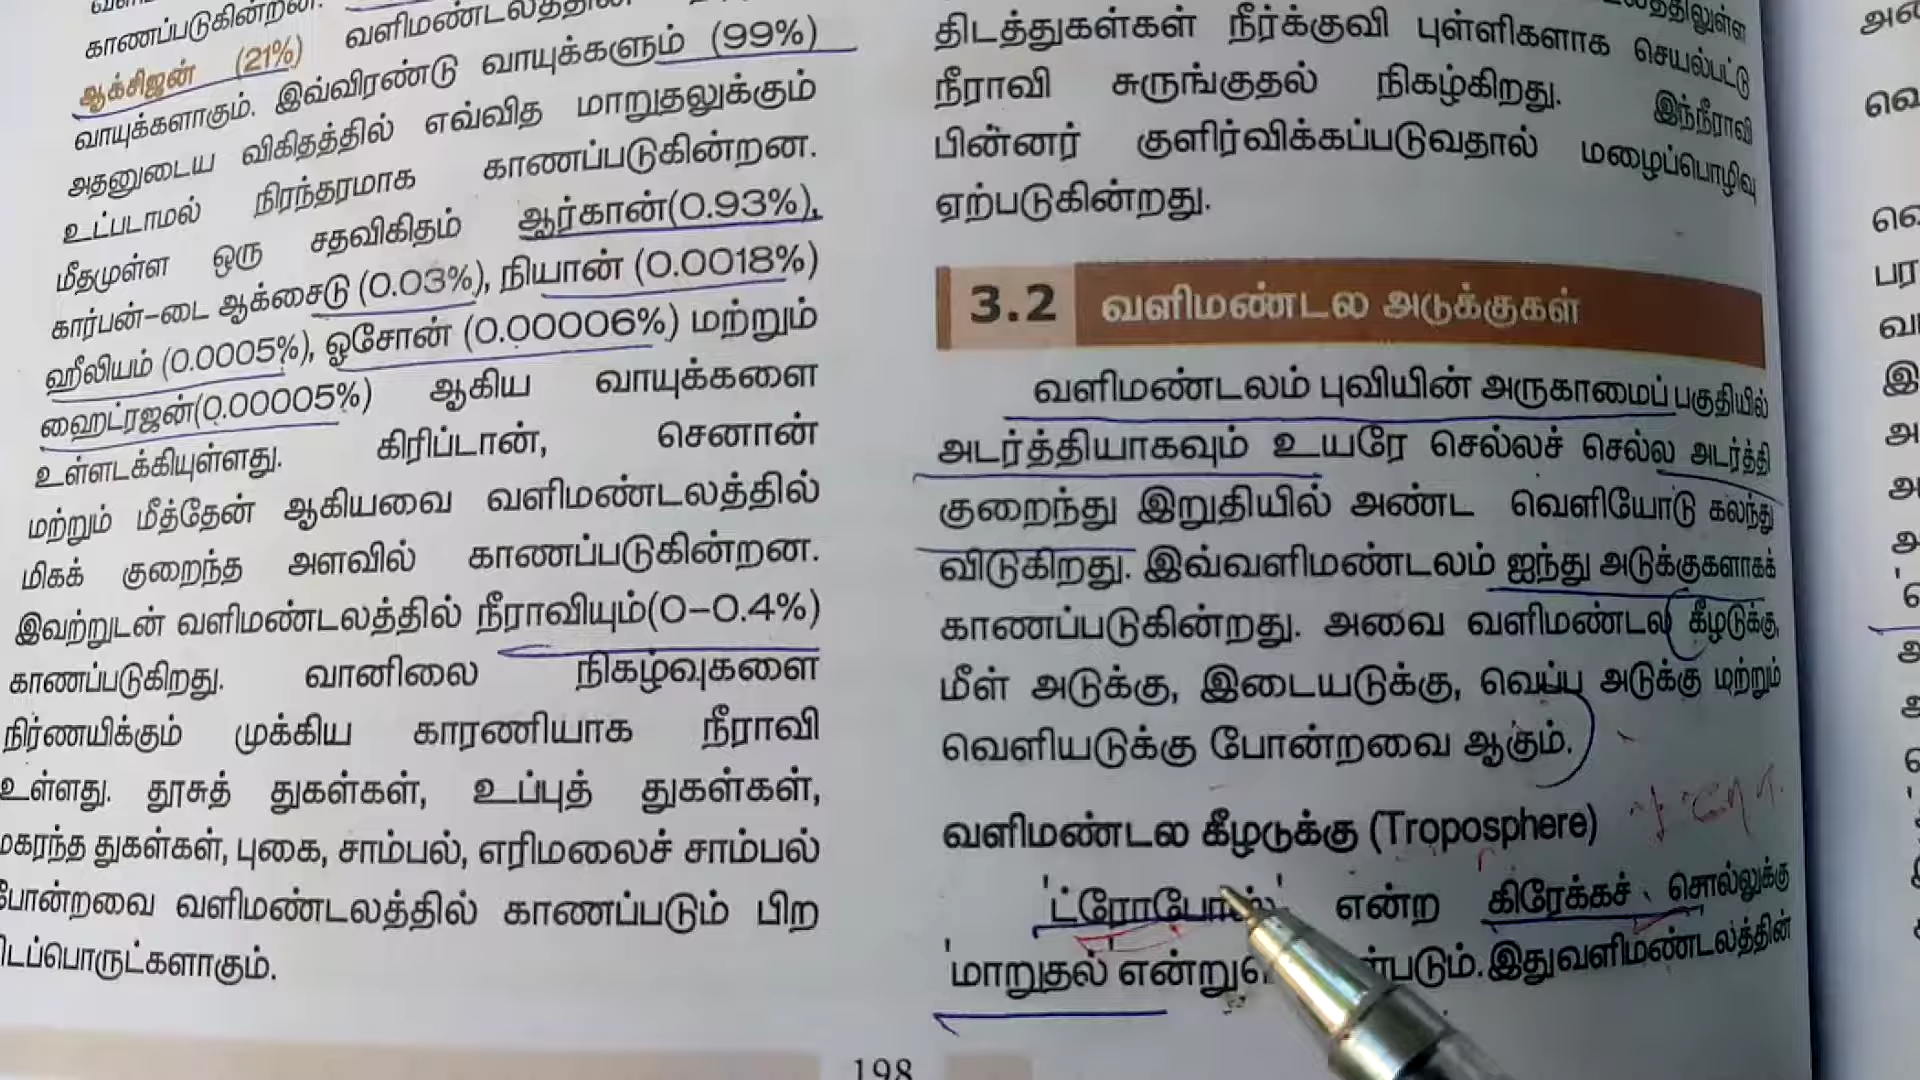 காணப்படுகின்றன.
ஆக்சிஜன் (21%) வளிமண்டலத்தின்
வாயுக்களாகும். இவ்விரண்டு வாயுக்களும் (99%)
அதனுடைய விகிதத்தில் எவ்வித மாறுதலுக்கும்
உட்படாமல் நிரந்தரமாக காணப்படுகின்றன.
மீதமுள்ள ஒரு சதவிகிதம் ஆர்கான்(0.93%),
கார்பன்-டை ஆக்சைடு (0.03%), நியான் (0.0018%)
ஹீலியம் (0.0005%), ஓசோன் (0.00006%) மற்றும்
ஹைட்ரஜன்(0.00005%) ஆகிய வாயுக்களை
உள்ளடக்கியுள்ளது. கிரிப்டான், செனான்
மற்றும் மீத்தேன் ஆகியவை வளிமண்டலத்தில்
மிகக் குறைந்த அளவில் காணப்படுகின்றன.
இவற்றுடன் வளிமண்டலத்தில் நீராவியும்(0-0.4%)
காணப்படுகிறது. வானிலை நிகழ்வுகளை
நிர்ணயிக்கும் முக்கிய காரணியாக நீராவி
உள்ளது. தூசுத் துகள்கள், உப்புத் துகள்கள்,
மகரந்த துகள்கள், புகை, சாம்பல், எரிமலைச் சாம்பல்
போன்றவை வளிமண்டலத்தில் காணப்படும் பிற
திடப்பொருட்களாகும்.
திடத்துகள்கள் நீர்க்குவி புள்ளிகளாக செயல்பட்டு
நீராவி சுருங்குதல் நிகழ்கிறது. இந்நீராவி
பின்னர் குளிர்விக்கப்படுவதால் மழைப்பொழிவு
ஏற்படுகின்றது.
3.2 வளிமண்டல அடுக்குகள்
வளிமண்டலம் புவியின் அருகாமைப் பகுதியில்
அடர்த்தியாகவும் உயரே செல்லச் செல்ல அடர்த்தி
குறைந்து இறுதியில் அண்ட வெளியோடு கலந்து
விடுகிறது. இவ்வளிமண்டலம் ஐந்து அடுக்குகளாகக்
காணப்படுகின்றது. அவை வளிமண்டல கீழடுக்கு,
மீள் அடுக்கு, இடையடுக்கு, வெப்ப அடுக்கு மற்றும்
வெளியடுக்கு போன்றவை ஆகும்.
வளிமண்டல கீழடுக்கு (Troposphere)
'ட்ரோபோஸ்' என்ற கிரேக்கச் சொல்லுக்கு
'மாறுதல்' என்று படும். இதுவளிமண்டலத்தின்
198